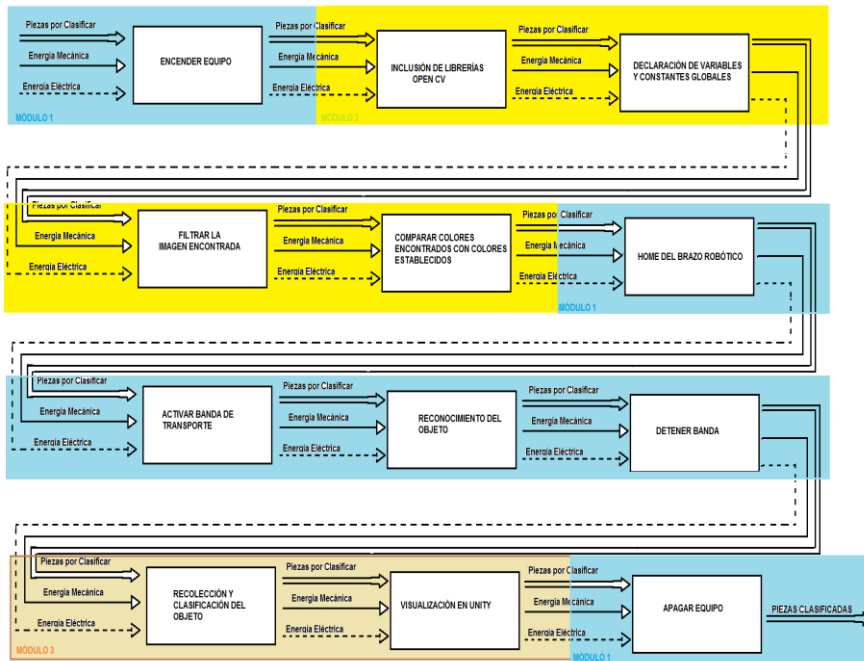 Piezas por Clasificar
Energía Mecánica
Energía Eléctrica
ENCENDER EQUIPO
MÓDULO 1
Piezas por Clasificar
Energía Mecánica
Energía Eléctrica
INCLUSIÓN DE LIBRERÍAS
OPEN CV
MÓDULO 2
Piezas por Clasificar
Energía Mecánica
Energía Eléctrica
DECLARACIÓN DE VARIABLES
Y CONSTANTES GLOBALES
Piezas por Clasificar
Energía Mecánica
Energía Eléctrica
FILTRAR LA
IMAGEN ENCONTRADA
Piezas por Clasificar
Energía Mecánica
Energía Eléctrica
COMPARAR COLORES
ENCONTRADOS CON COLORES
ESTABLECIDOS
Piezas por Clasificar
Energía Mecánica
Energía Eléctrica
MÓDULO 1
HOME DEL BRAZO ROBÓTICO
Piezas por Clasificar
Energía Mecánica
Energía Eléctrica
ACTIVAR BANDA DE
TRANSPORTE
Piezas por Clasificar
Energía Mecánica
Energía Eléctrica
RECONOCIMIENTO DEL
OBJETO
Piezas por Clasificar
Energía Mecánica
Energía Eléctrica
DETENER BANDA
Piezas por Clasificar
Energía Mecánica
Energía Eléctrica
MÓDULO 3
RECOLECCIÓN Y
CLASIFICACIÓN DEL
OBJETO
Piezas por Clasificar
Energía Mecánica
Energía Eléctrica
VISUALIZACIÓN EN UNITY
Piezas por Clasificar
Energía Mecánica
Energía Eléctrica
MÓDULO 1
APAGAR EQUIPO
PIEZAS CLASIFICADAS